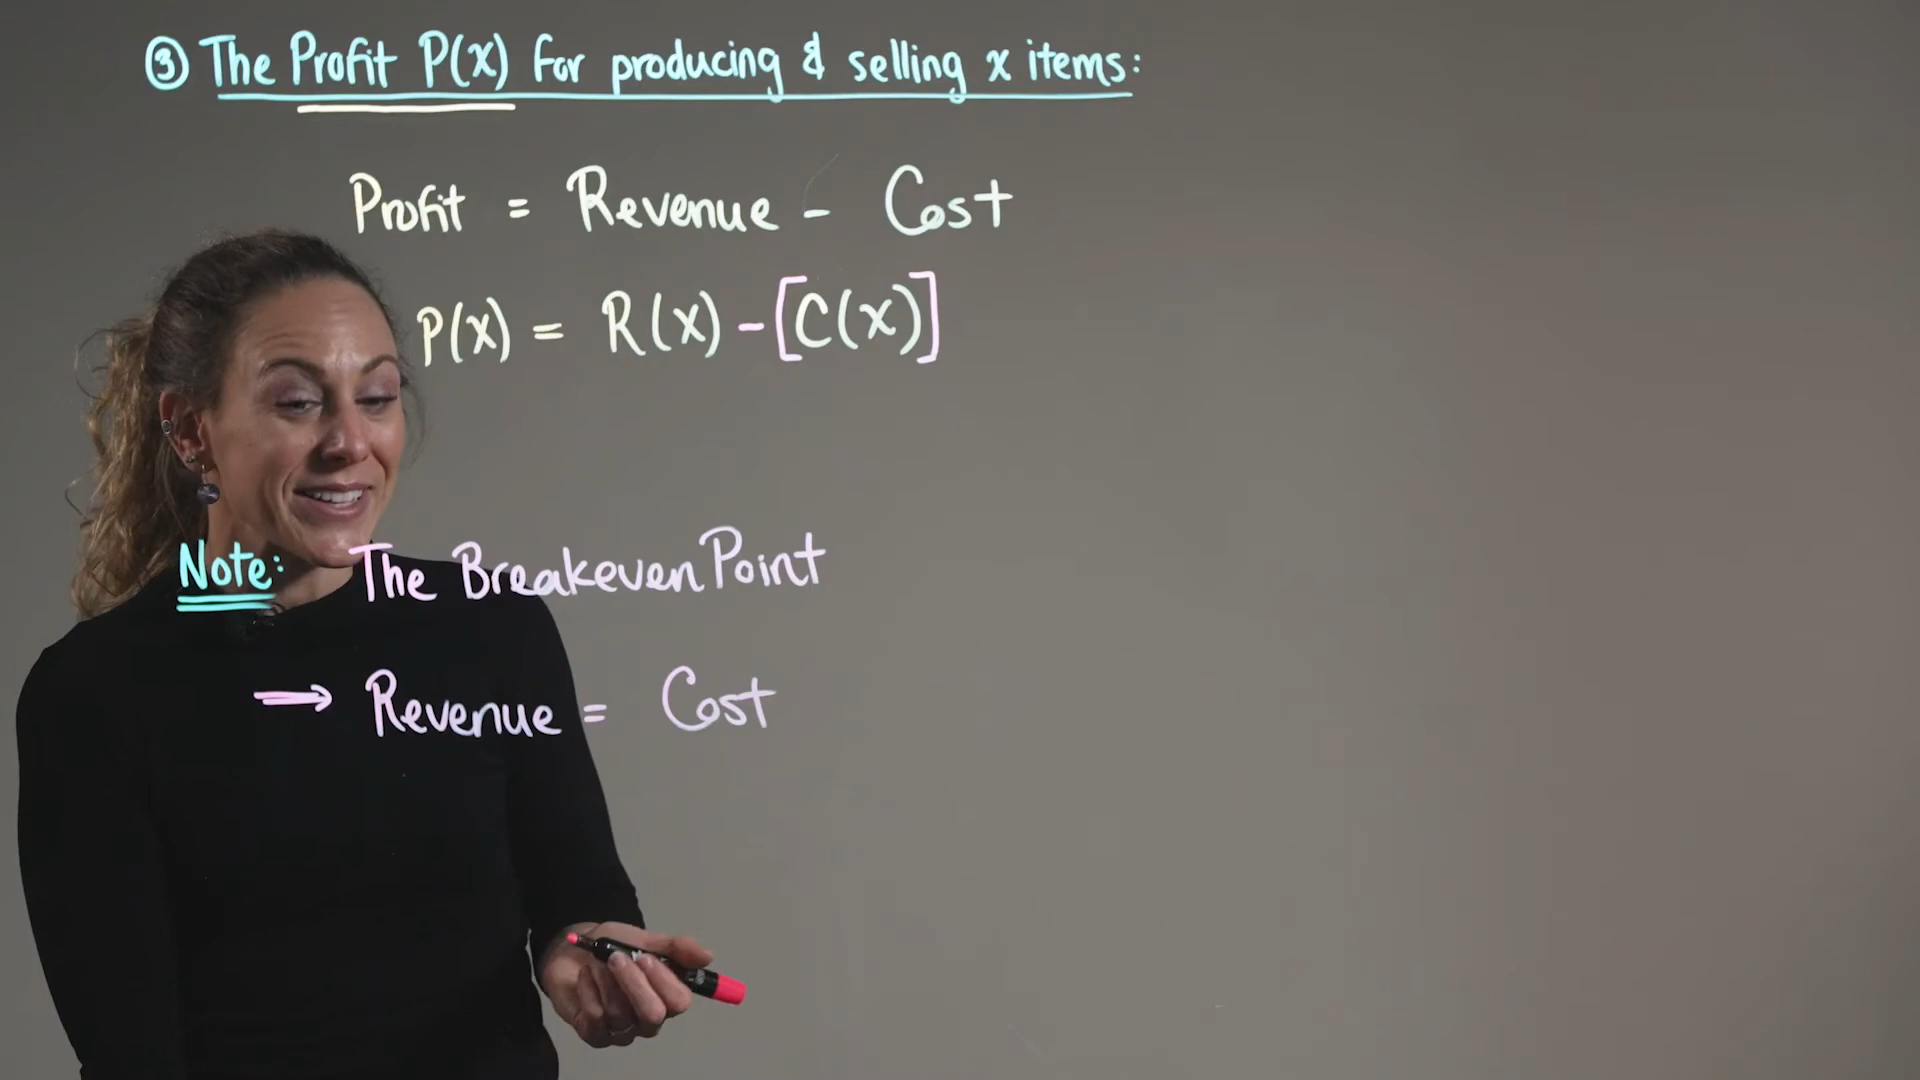 ③ The Profit P(x) for producing & selling x items:
Profit = Revenue - Cost
P(x) = R(x) - [C(x)]
Note: The Breakeven Point
⇒ Revenue = Cost